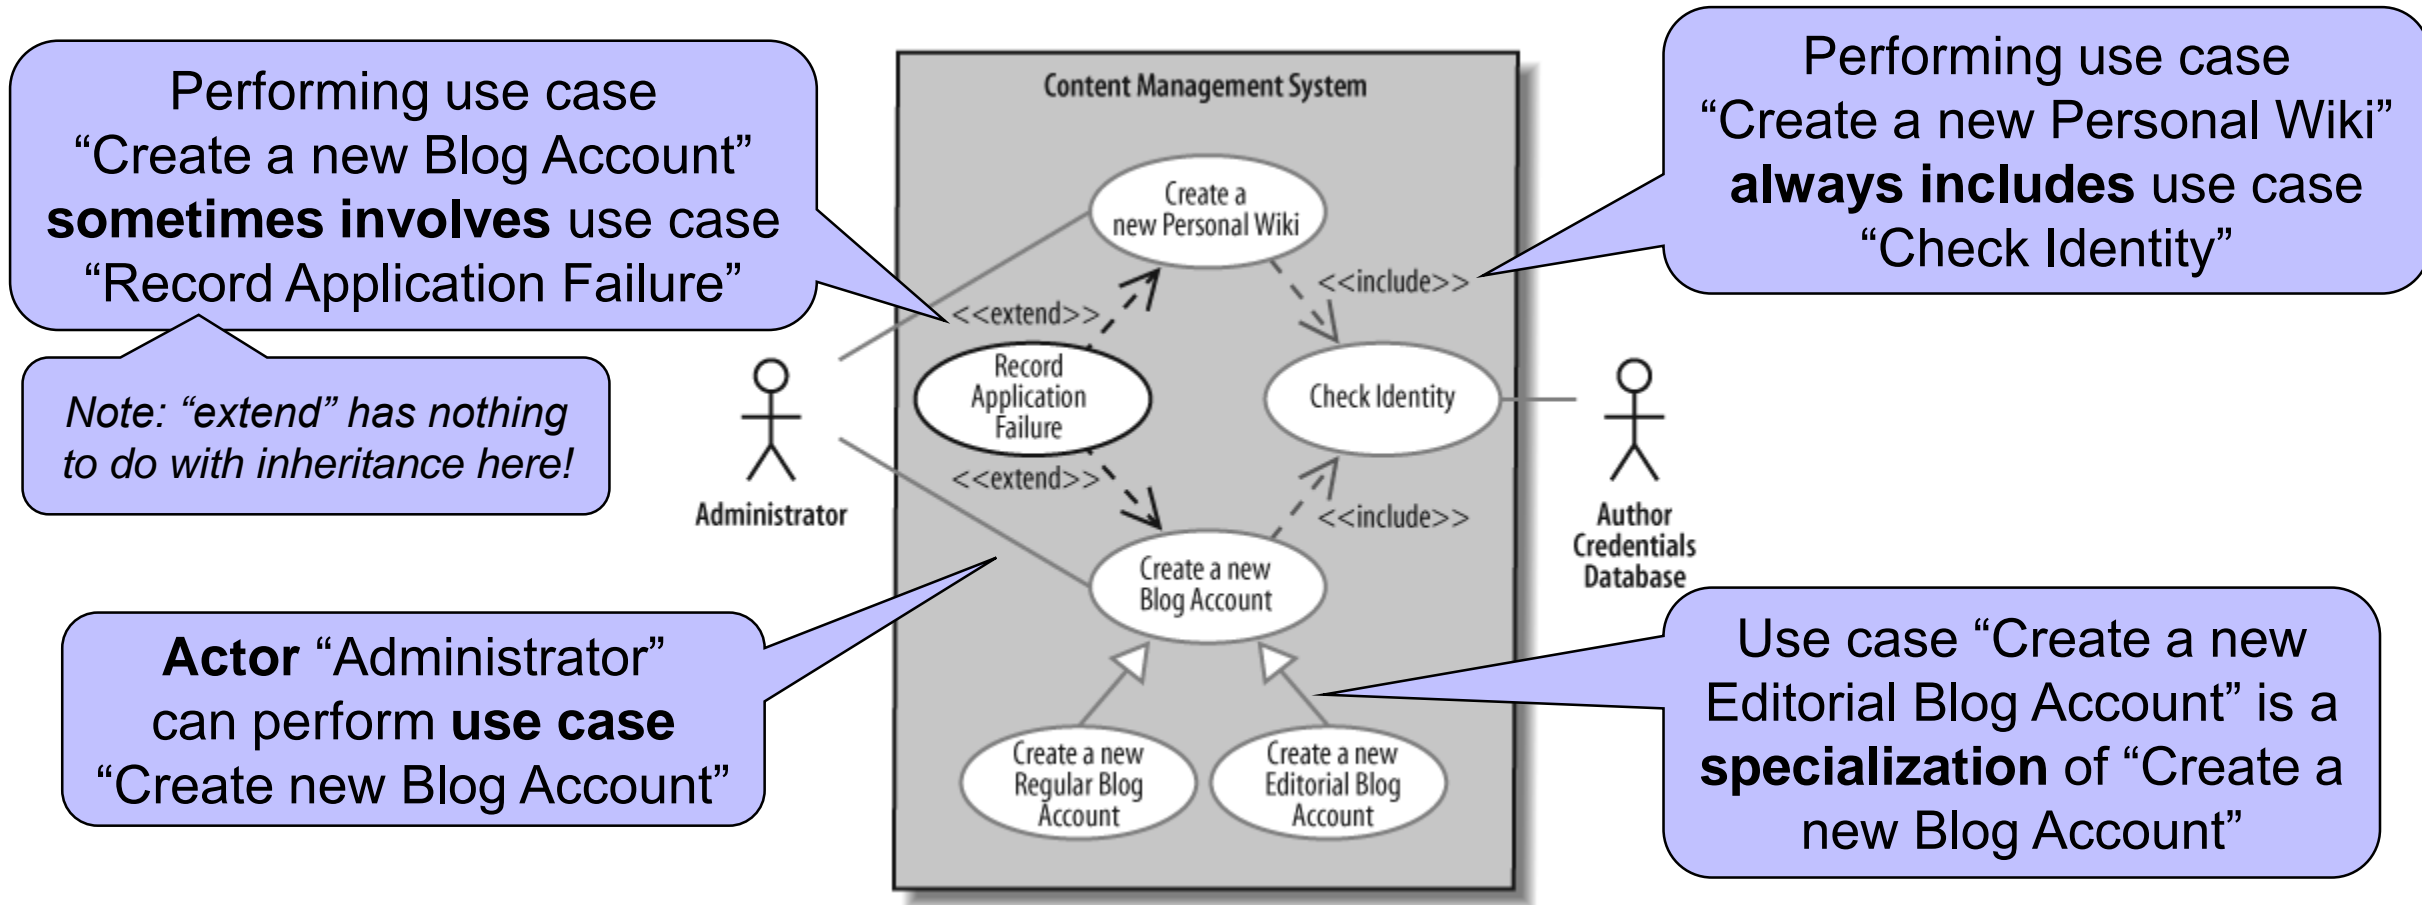 Performing use case
“Create a new Blog Account”
sometimes involves use case
“Record Application Failure”
Note: “extend” has nothing
to do with inheritance here!
Actor “Administrator”
can perform use case
“Create new Blog Account”
Administrator
Content Management System
Create a
new Personal Wiki
<<extend>>
<<include>>
Record
Application
Failure
Check Identity
<<extend>>
<<include>>
Create a new
Blog Account
Create a new
Regular Blog
Account
Create a new
Editorial Blog
Account
Author
Credentials
Database
Performing use case
“Create a new Personal Wiki”
always includes use case
“Check Identity”
Use case “Create a new
Editorial Blog Account” is a
specialization of “Create a
new Blog Account”